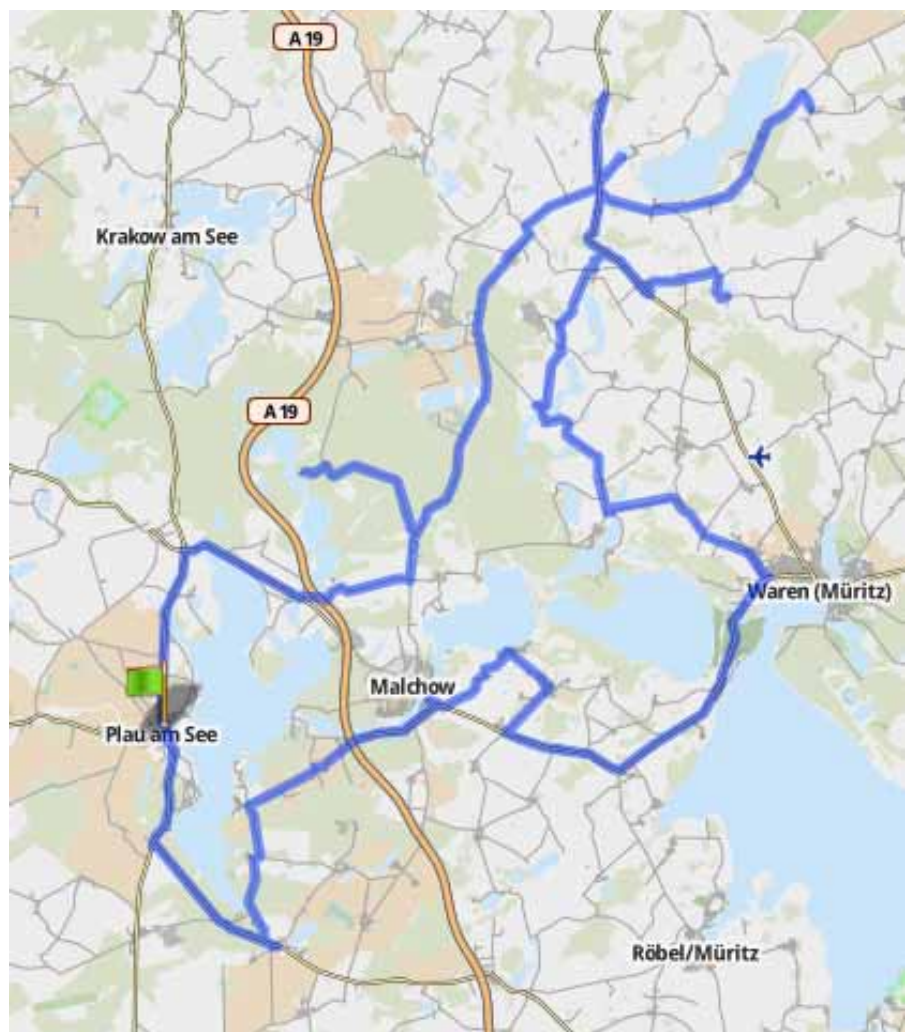 A 19
Krakow am See
A 19
Waren (Müritz)
Malchow
Plau am See
Röbel/Müritz